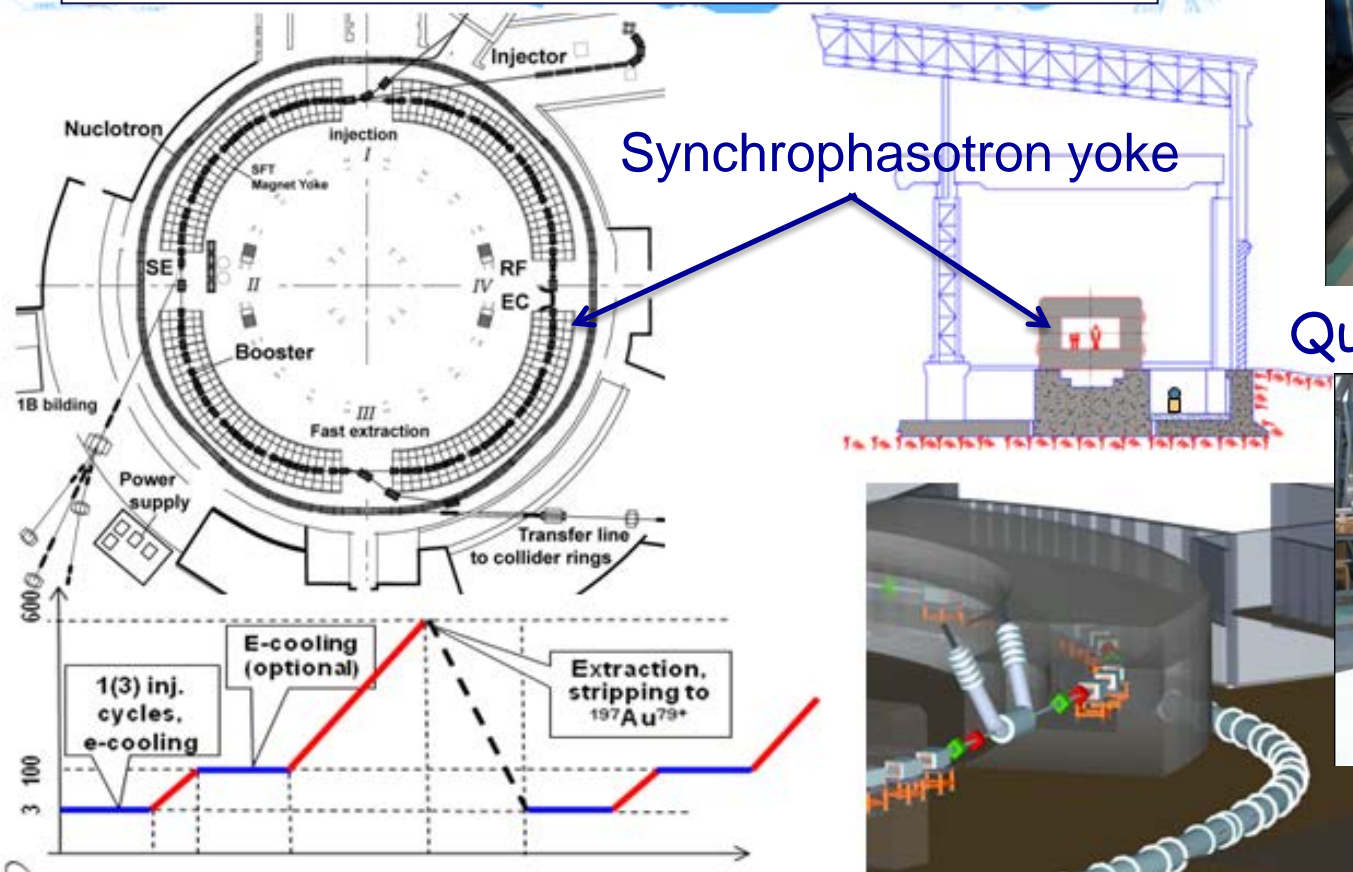 Injector
Nuclotron
injection
I
SFT
Magnet Yoke
Synchrophasotron yoke
SE
II
IV
RF
EC
Booster
1B bilding
III
Fast extraction
Power
supply
Transfer line
to collider rings
Qu
600
E-cooling
(optional)
1(3) inj.
cycles,
e-cooling
Extraction,
stripping to
¹⁹⁷Au⁷⁹⁺
100
3